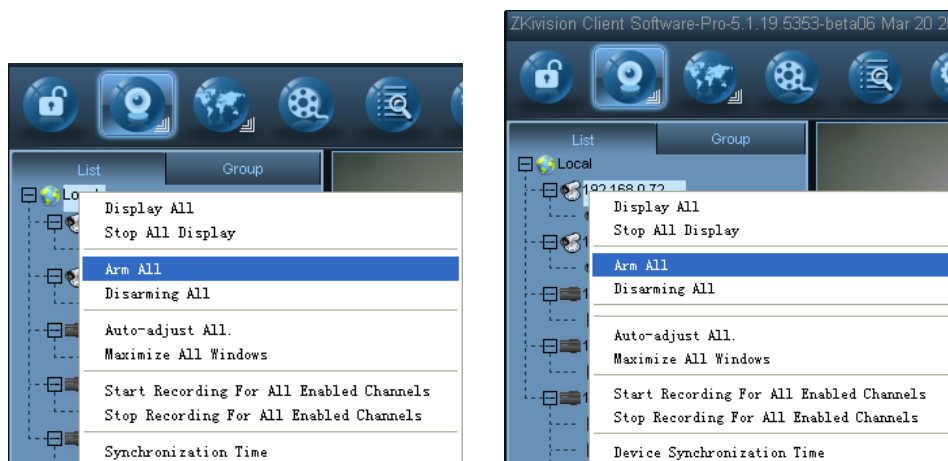 List
Group
Display All
Stop All Display
Arm All
Disarming All
Auto-adjust All.
Maximize All Windows
Start Recording For All Enabled Channels
Stop Recording For All Enabled Channels
Synchronization Time
ZKivision Client Software-Pro-5.1.19.5353-beta06 Mar 20
List
Group
Local
192.168.0.72
Display All
Stop All Display
Arm All
Disarming All
Auto-adjust All.
Maximize All Windows
Start Recording For All Enabled Channels
Stop Recording For All Enabled Channels
Device Synchronization Time